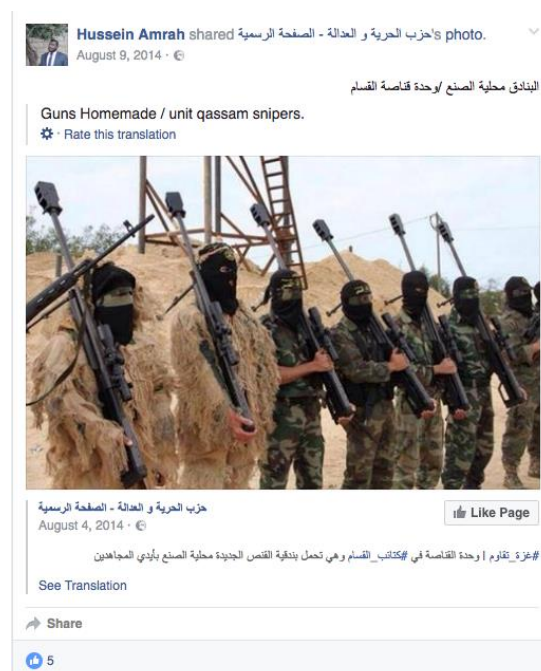 Hussein Amrah shared حزب الحرية و العدالة - الصفحة الرسمية's photo.
August 9, 2014 ·
البنادق محلية الصنع /وحدة قناصة القسام
Guns Homemade / unit qassam snipers.
· Rate this translation
حزب الحرية و العدالة - الصفحة الرسمية
Like Page
August 4, 2014 ·
#غزة_تقاوم | وحدة القناصة في #كتائب_القسام وهي تحمل بندقية القنص الجديدة محلية الصنع بأيدي المجاهدين
See Translation
Share
5